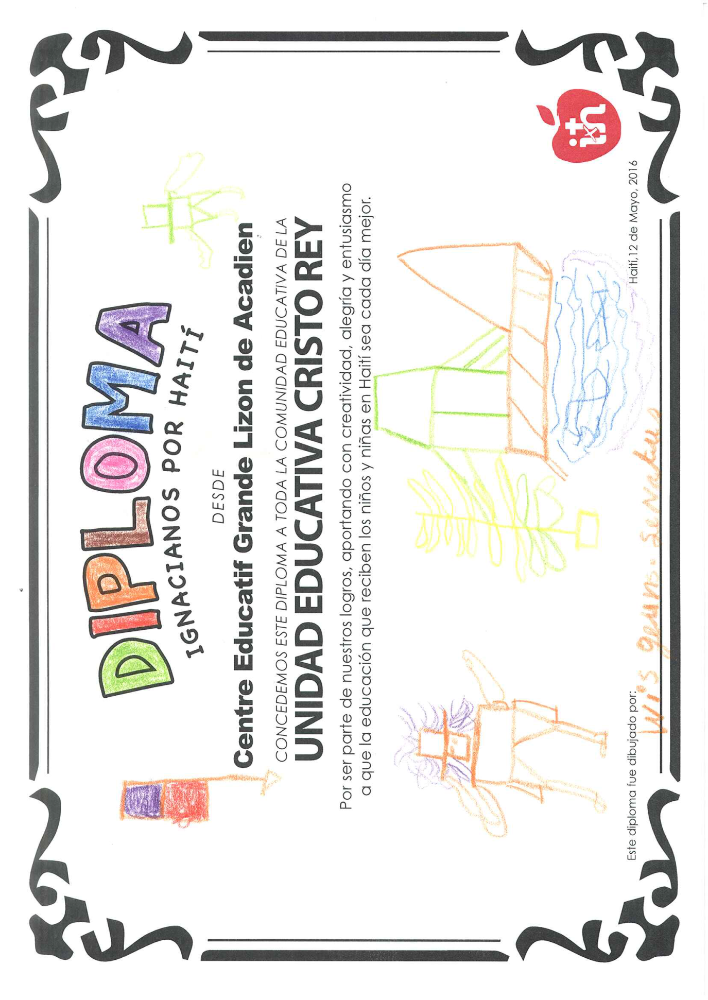 DIPLOMA
IGNACIANOS POR HAITÍ
DESDE
Centre Educatif Grande Lizon de Acadien
CONCEDEMOS ESTE DIPLOMA A TODA LA COMUNIDAD EDUCATIVA DE LA
UNIDAD EDUCATIVA CRISTO REY
Por ser parte de nuestros logros, aportando con creatividad, alegría y entusiasmo
a que la educación que reciben los niños y niñas en Haití sea cada día mejor.
ixh
Haití,12 de Mayo, 2016
Este diploma fue dibujado por: